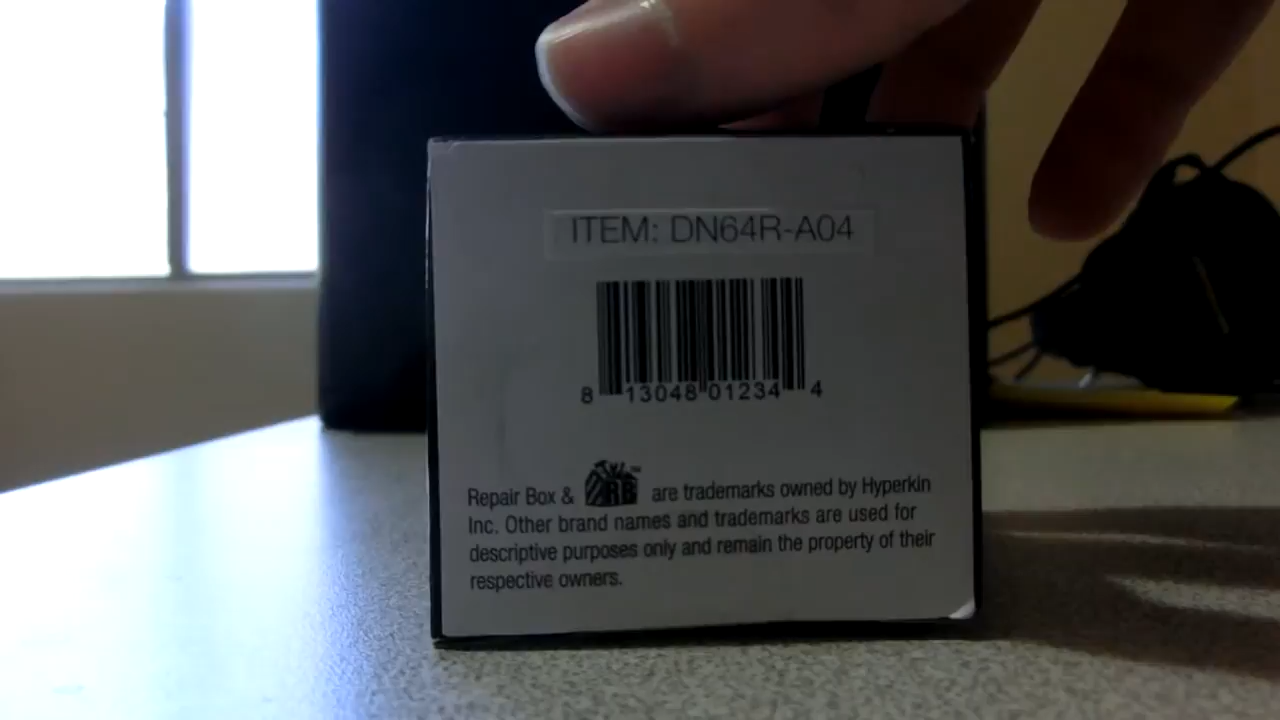 ITEM: DN64R-A04
8 13048 01234 4
Repair Box & RB™ are trademarks owned by Hyperkin
Inc. Other brand names and trademarks are used for
descriptive purposes only and remain the property of their
respective owners.